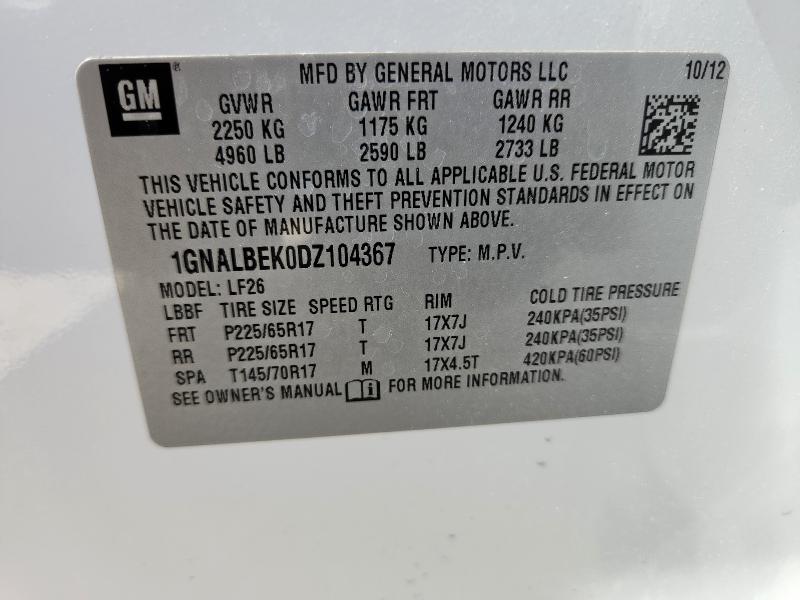 GM ® MFD BY GENERAL MOTORS LLC 10/12
GVWR GAWR FRT GAWR RR
2250 KG 1175 KG 1240 KG
4960 LB 2590 LB 2733 LB
THIS VEHICLE CONFORMS TO ALL APPLICABLE U.S. FEDERAL MOTOR
VEHICLE SAFETY AND THEFT PREVENTION STANDARDS IN EFFECT ON
THE DATE OF MANUFACTURE SHOWN ABOVE.
1GNALBEK0DZ104367 TYPE: M.P.V.
MODEL: LF26
LBBF TIRE SIZE SPEED RTG RIM COLD TIRE PRESSURE
FRT P225/65R17 T 17X7J 240KPA(35PSI)
RR P225/65R17 T 17X7J 240KPA(35PSI)
SPA T145/70R17 M 17X4.5T 420KPA(60PSI)
SEE OWNER'S MANUAL FOR MORE INFORMATION.